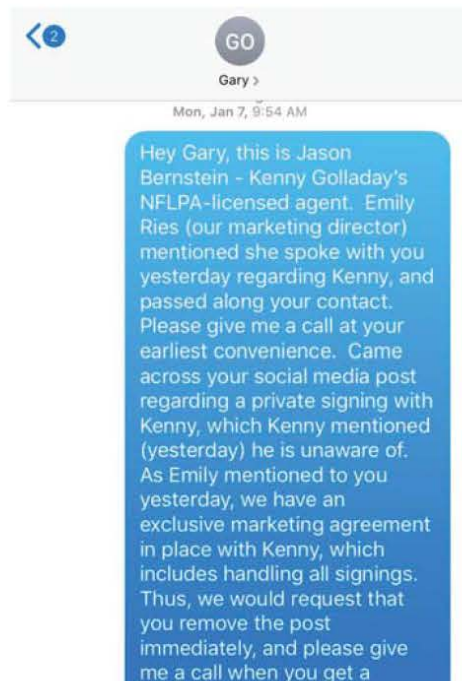 2
GO
Gary >
Mon, Jan 7, 9:54 AM
Hey Gary, this is Jason
Bernstein - Kenny Golladay's
NFLPA-licensed agent.  Emily
Ries (our marketing director)
mentioned she spoke with you
yesterday regarding Kenny, and
passed along your contact.
Please give me a call at your
earliest convenience.  Came
across your social media post
regarding a private signing with
Kenny, which Kenny mentioned
(yesterday) he is unaware of.
As Emily mentioned to you
yesterday, we have an
exclusive marketing agreement
in place with Kenny, which
includes handling all signings.
Thus, we would request that
you remove the post
immediately, and please give
me a call when you get a